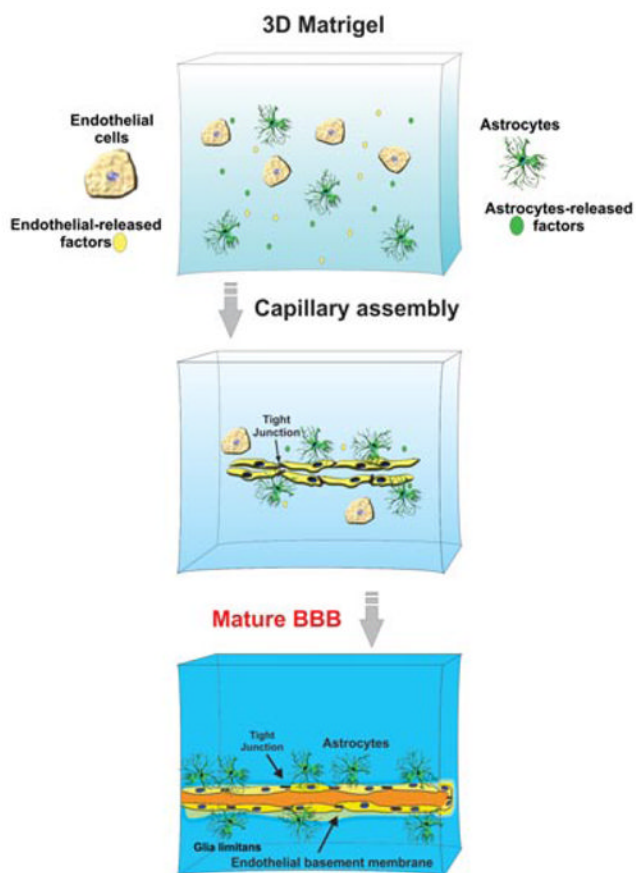 3D Matrigel
Endothelial
cells
Endothelial-released
factors
Astrocytes
Astrocytes-released
factors
Capillary assembly
Tight
Junction
Mature BBB
Tight
Junction
Astrocytes
Glia limitans
Endothelial basement membrane